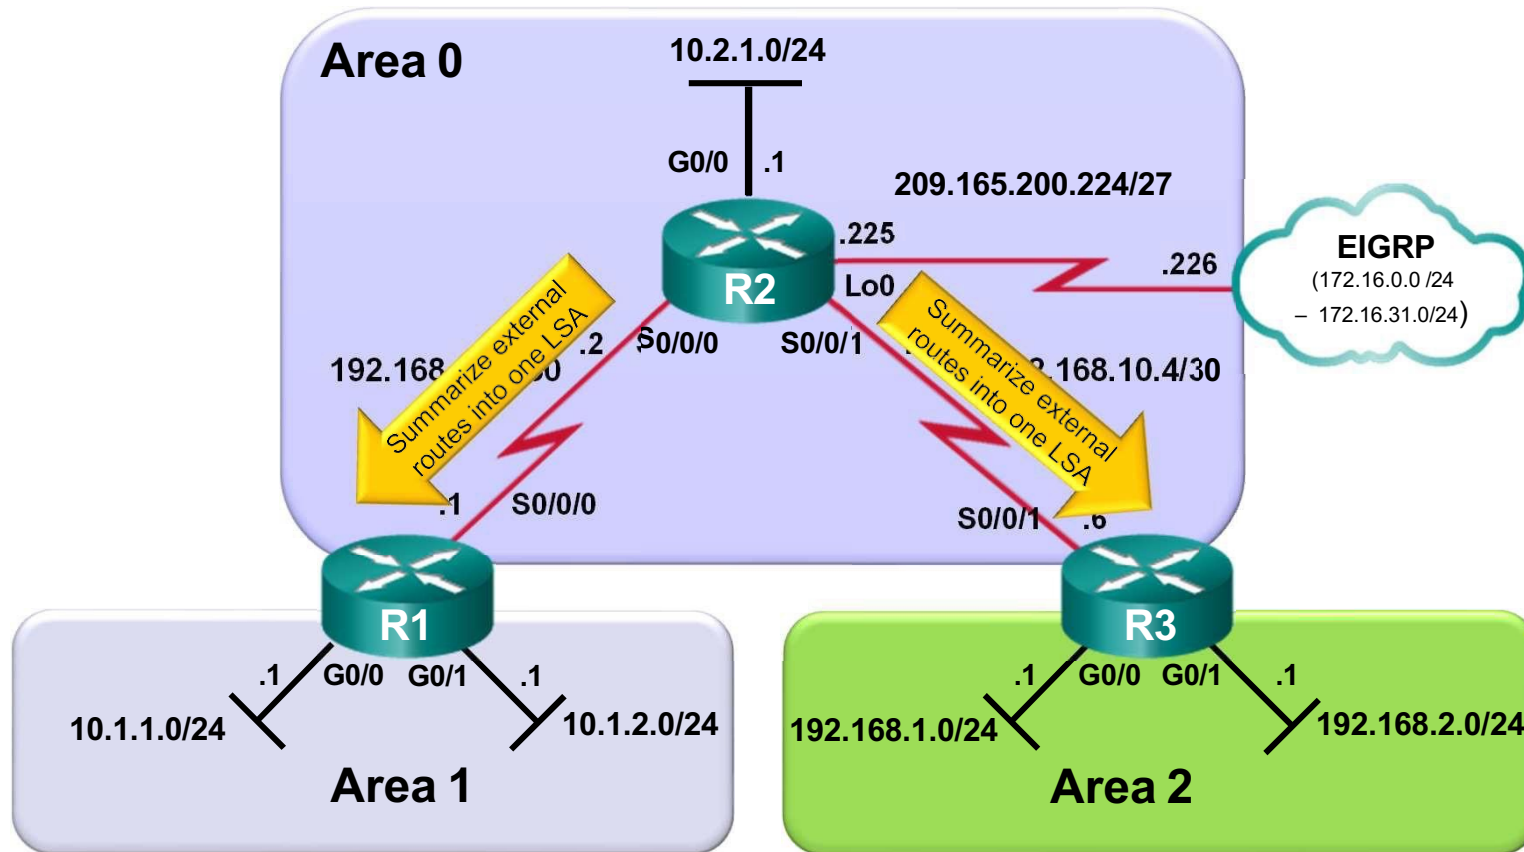 Area 0
10.2.1.0/24
G0/0
.1
209.165.200.224/27
.225
.226
EIGRP
(172.16.0.0 /24
– 172.16.31.0/24)
R2
Lo0
S0/0/0
S0/0/1
.2
192.168
Summarize external
routes into one LSA
Summarize external
routes into one LSA
.168.10.4/30
.1
S0/0/0
S0/0/1
.6
R1
R3
.1
G0/0
G0/1
.1
10.1.1.0/24
10.1.2.0/24
Area 1
.1
G0/0
G0/1
.1
192.168.1.0/24
192.168.2.0/24
Area 2